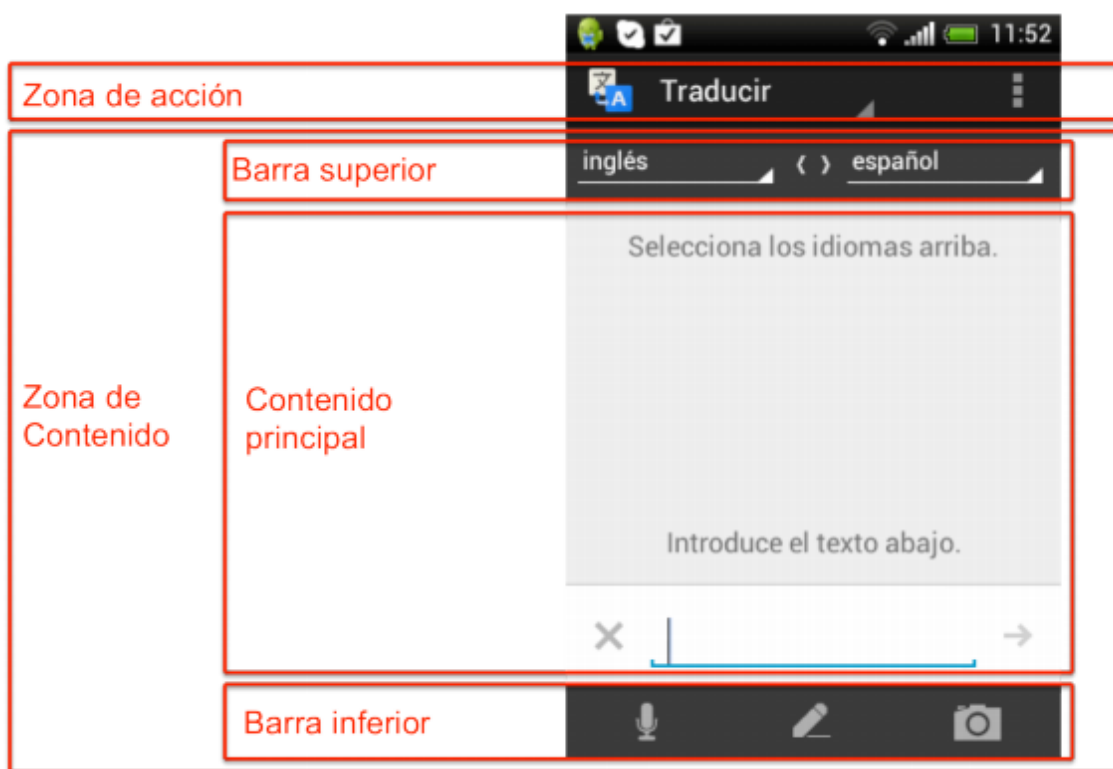 11:52
Zona de acción
Traducir
Barra superior
inglés
español
Selecciona los idiomas arriba.
Zona de
Contenido
Contenido
principal
Introduce el texto abajo.
Barra inferior